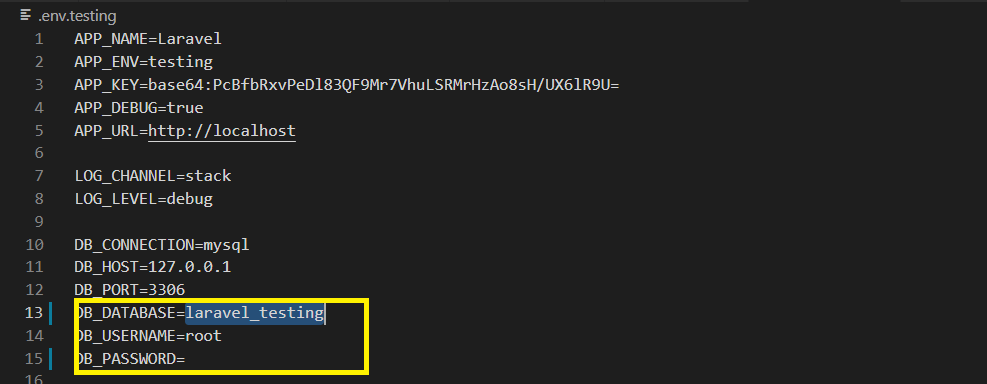 .env.testing
1 APP_NAME=Laravel
2 APP_ENV=testing
3 APP_KEY=base64:PcBfbRxvPeDl83QF9Mr7VhuLSRMrHzAo8sH/UX6lR9U=
4 APP_DEBUG=true
5 APP_URL=http://localhost
6
7 LOG_CHANNEL=stack
8 LOG_LEVEL=debug
9
10 DB_CONNECTION=mysql
11 DB_HOST=127.0.0.1
12 DB_PORT=3306
13 DB_DATABASE=laravel_testing
14 DB_USERNAME=root
15 DB_PASSWORD=
16